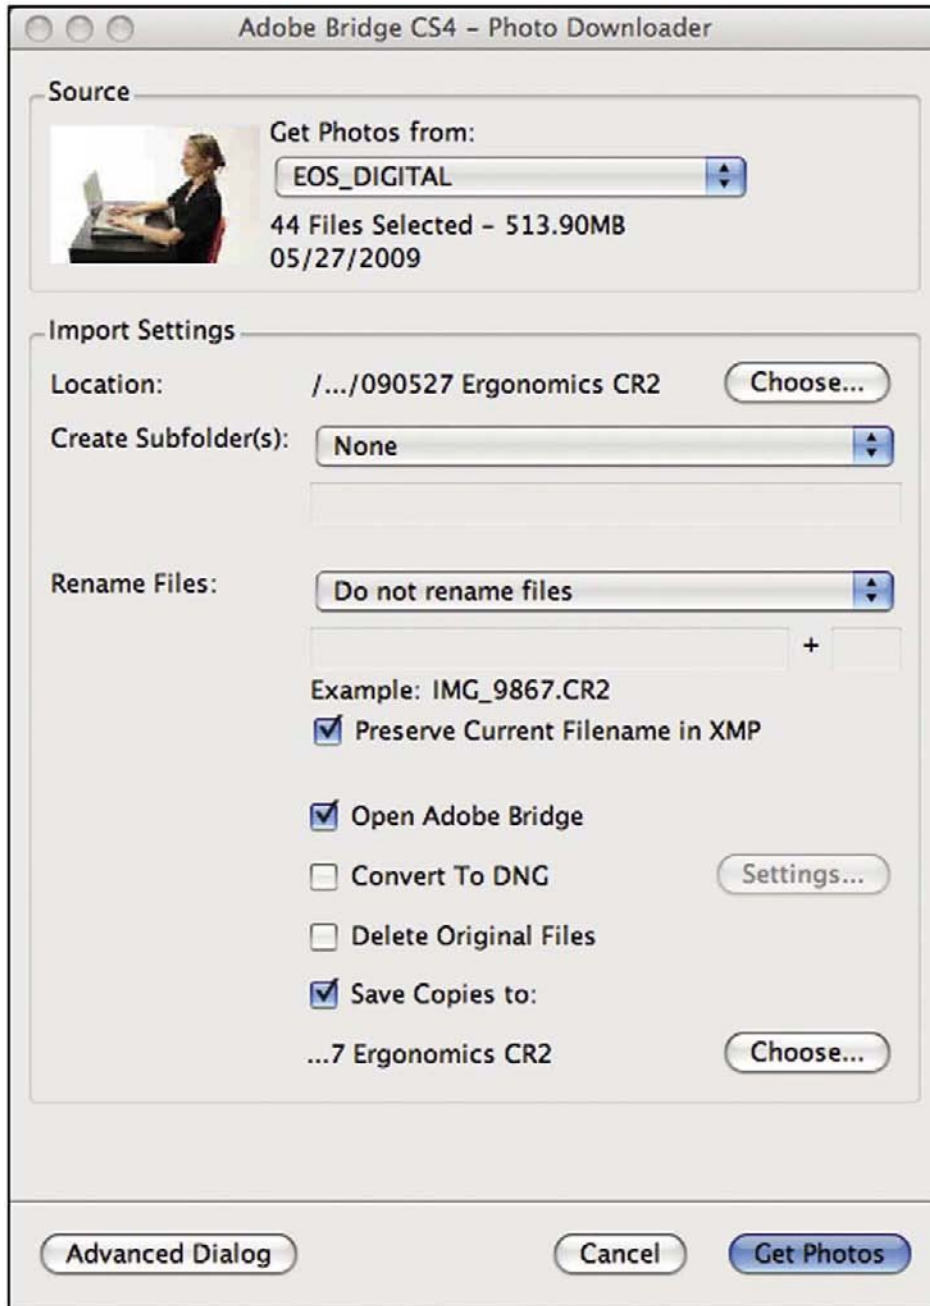 Adobe Bridge CS4 – Photo Downloader
Source
Get Photos from:
EOS_DIGITAL
44 Files Selected – 513.90MB
05/27/2009
Import Settings
Location: /.../090527 Ergonomics CR2 Choose...
Create Subfolder(s): None
Rename Files: Do not rename files
+
Example: IMG_9867.CR2
Preserve Current Filename in XMP
Open Adobe Bridge
Convert To DNG Settings...
Delete Original Files
Save Copies to:
...7 Ergonomics CR2 Choose...
Advanced Dialog Cancel Get Photos